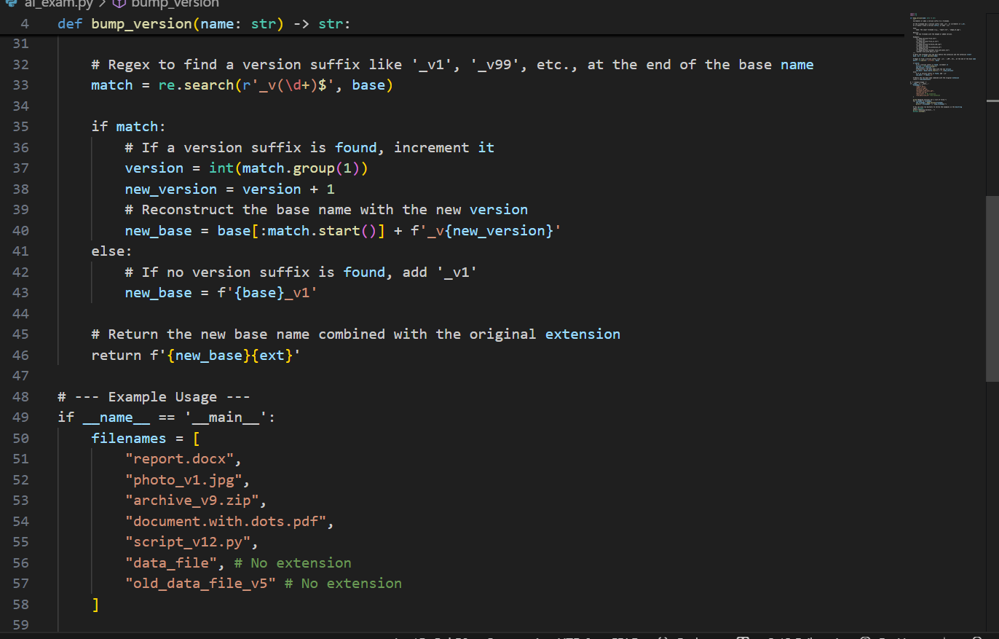 ai_exam.py > bump_version
4 def bump_version(name: str) -> str:
31
32 # Regex to find a version suffix like '_v1', '_v99', etc., at the end of the base name
33 match = re.search(r'_v(\d+)$', base)
34
35 if match:
36 # If a version suffix is found, increment it
37 version = int(match.group(1))
38 new_version = version + 1
39 # Reconstruct the base name with the new version
40 new_base = base[:match.start()] + f'_v{new_version}'
41 else:
42 # If no version suffix is found, add '_v1'
43 new_base = f'{base}_v1'
44
45 # Return the new base name combined with the original extension
46 return f'{new_base}{ext}'
47
48 # --- Example Usage ---
49 if __name__ == '__main__':
50 filenames = [
51 "report.docx",
52 "photo_v1.jpg",
53 "archive_v9.zip",
54 "document.with.dots.pdf",
55 "script_v12.py",
56 "data_file", # No extension
57 "old_data_file_v5" # No extension
58 ]
59